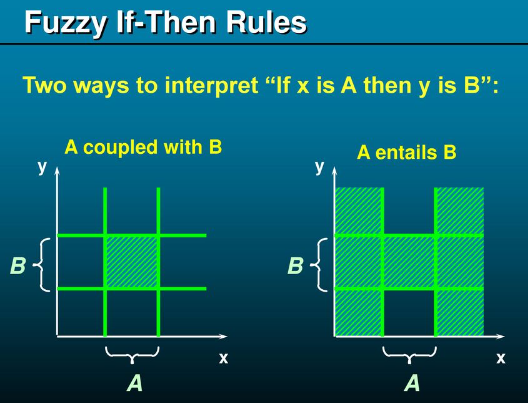 Fuzzy If-Then Rules
Two ways to interpret “If x is A then y is B”:
A coupled with B
y
B
x
A
A entails B
y
B
x
A